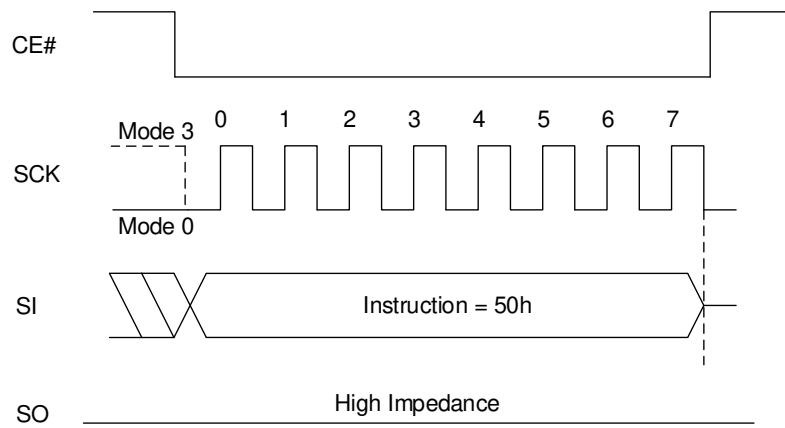 CE#
0 1 2 3 4 5 6 7
Mode 3
SCK
Mode 0
SI
Instruction = 50h
High Impedance
SO